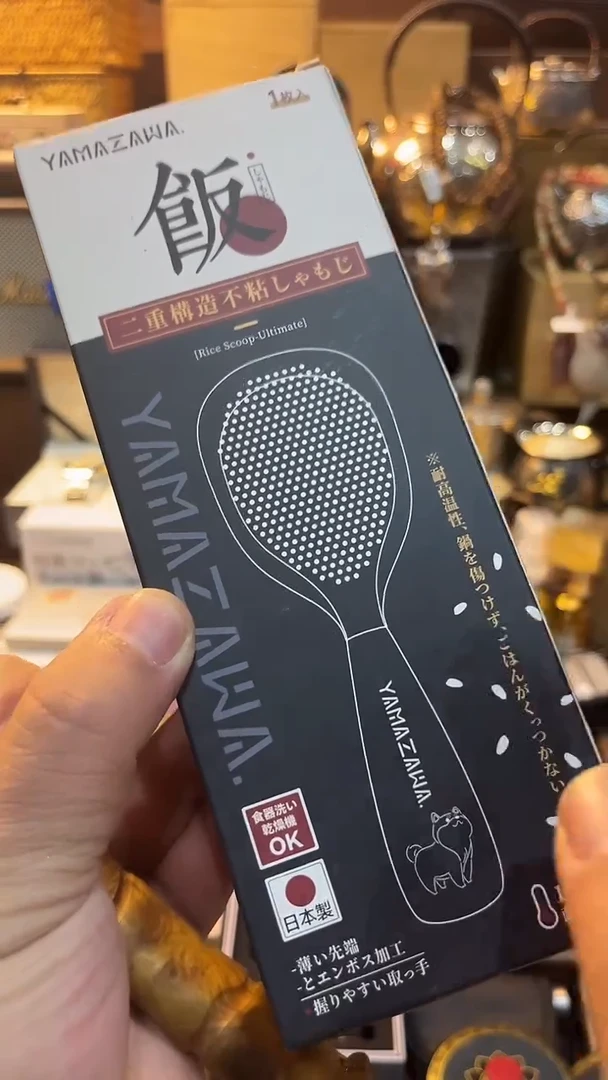 YAMAZAWA.
1枚入
飯
しゃもじ
二重構造不粘しゃもじ
[Rice Scoop-Ultimate]
YAMAZAWA.
※耐高温性、鍋を傷つけず、ごはんがくっつかない
YAMAZAWA.
食器洗い
乾燥機
OK
日本製
-薄い先端
-とエンボス加工
・握りやすい取っ手